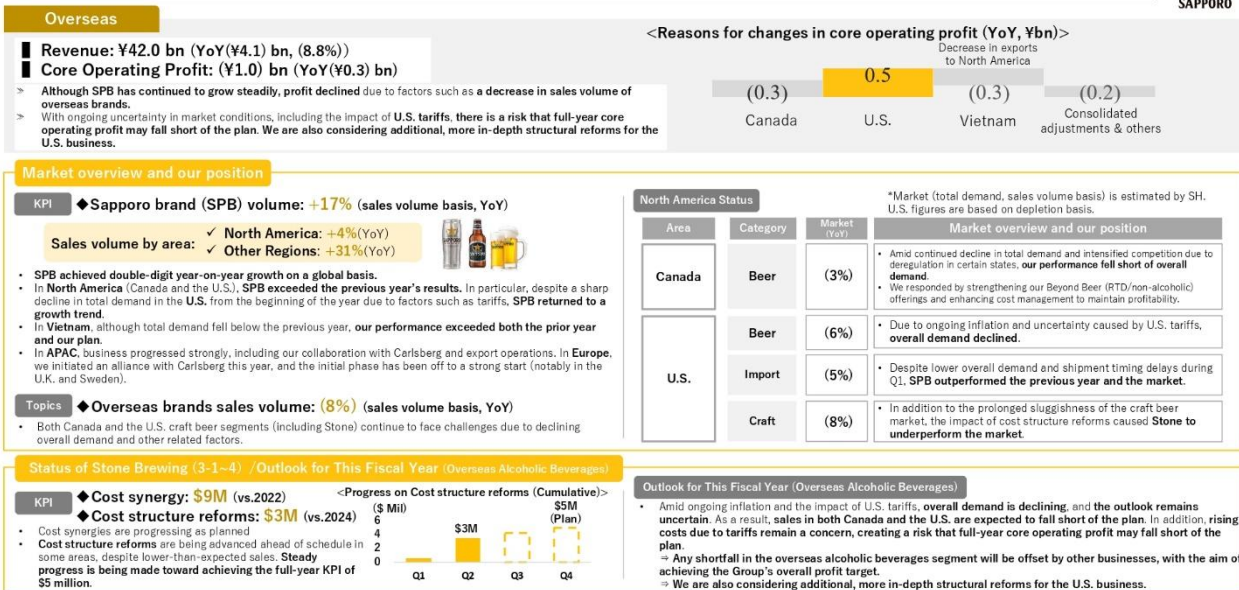 SAPPORO
Overseas
Revenue: ¥42.0 bn (YoY(¥4.1) bn, (8.8%))
Core Operating Profit: (¥1.0) bn (YoY(¥0.3) bn)
➢ Although SPB has continued to grow steadily, profit declined due to factors such as a decrease in sales volume of
overseas brands.
➢ With ongoing uncertainty in market conditions, including the impact of U.S. tariffs, there is a risk that full-year core
operating profit may fall short of the plan. We are also considering additional, more in-depth structural reforms for the
U.S. business.
<Reasons for changes in core operating profit (YoY, ¥bn)>
Decrease in exports
to North America
(0.3)
0.5
(0.3)
(0.2)
Canada
U.S.
Vietnam
Consolidated
adjustments & others
Market overview and our position
KPI ◆Sapporo brand (SPB) volume: +17% (sales volume basis, YoY)
Sales volume by area:
✓ North America: +4%(YoY)
✓ Other Regions: +31%(YoY)
• SPB achieved double-digit year-on-year growth on a global basis.
• In North America (Canada and the U.S.), SPB exceeded the previous year's results. In particular, despite a sharp
decline in total demand in the U.S. from the beginning of the year due to factors such as tariffs, SPB returned to a
growth trend.
• In Vietnam, although total demand fell below the previous year, our performance exceeded both the prior year
and our plan.
• In APAC, business progressed strongly, including our collaboration with Carlsberg and export operations. In Europe,
we initiated an alliance with Carlsberg this year, and the initial phase has been off to a strong start (notably in the
U.K. and Sweden).
Topics ◆Overseas brands sales volume: (8%) (sales volume basis, YoY)
• Both Canada and the U.S. craft beer segments (including Stone) continue to face challenges due to declining
overall demand and other related factors.
North America Status
*Market (total demand, sales volume basis) is estimated by SH.
U.S. figures are based on depletion basis.
Area
Category
Market
(YoY)
Market overview and our position
Canada
Beer
(3%)
• Amid continued decline in total demand and intensified competition due to
deregulation in certain states, our performance fell short of overall
demand.
• We responded by strengthening our Beyond Beer (RTD/non-alcoholic)
offerings and enhancing cost management to maintain profitability.
U.S.
Beer
(6%)
• Due to ongoing inflation and uncertainty caused by U.S. tariffs,
overall demand declined.
Import
(5%)
• Despite lower overall demand and shipment timing delays during
Q1, SPB outperformed the previous year and the market.
Craft
(8%)
• In addition to the prolonged sluggishness of the craft beer
market, the impact of cost structure reforms caused Stone to
underperform the market.
Status of Stone Brewing (3-1~4) /Outlook for This Fiscal Year (Overseas Alcoholic Beverages)
KPI ◆Cost synergy: $9M (vs.2022)
◆Cost structure reforms: $3M (vs.2024)
• Cost synergies are progressing as planned
• Cost structure reforms are being advanced ahead of schedule in
some areas, despite lower-than-expected sales. Steady
progress is being made toward achieving the full-year KPI of
$5 million.
<Progress on Cost structure reforms (Cumulative)>
($ Mil)
6
4
2
0
$3M
$5M
(Plan)
Q1
Q2
Q3
Q4
Outlook for This Fiscal Year (Overseas Alcoholic Beverages)
• Amid ongoing inflation and the impact of U.S. tariffs, overall demand is declining, and the outlook remains
uncertain. As a result, sales in both Canada and the U.S. are expected to fall short of the plan. In addition, rising
costs due to tariffs remain a concern, creating a risk that full-year core operating profit may fall short of the
plan.
⇒ Any shortfall in the overseas alcoholic beverages segment will be offset by other businesses, with the aim of
achieving the Group's overall profit target.
⇒ We are also considering additional, more in-depth structural reforms for the U.S. business.